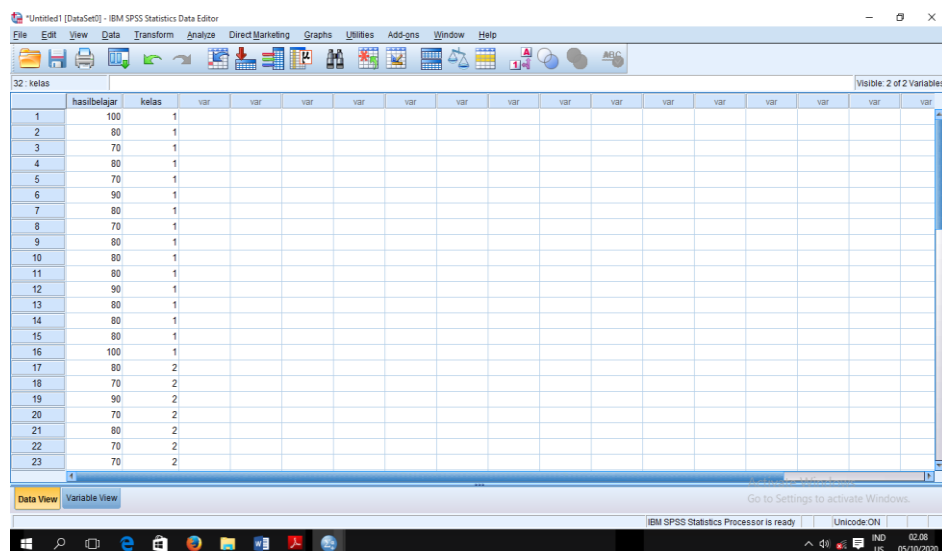 *Untitled1 [DataSet0] - IBM SPSS Statistics Data Editor
File Edit View Data Transform Analyze Direct Marketing Graphs Utilities Add-ons Window Help
32 : kelas Visible: 2 of 2 Variables
hasilbelajar kelas var var var var var var var var var var var var var var var
1 100 1
2 80 1
3 70 1
4 80 1
5 70 1
6 90 1
7 80 1
8 70 1
9 80 1
10 80 1
11 80 1
12 90 1
13 80 1
14 80 1
15 80 1
16 100 1
17 80 2
18 70 2
19 90 2
20 70 2
21 80 2
22 70 2
23 70 2
Data View Variable View
Go to Settings to activate Windows.
IBM SPSS Statistics Processor is ready Unicode:ON
IND 02.08
US 05/10/2020